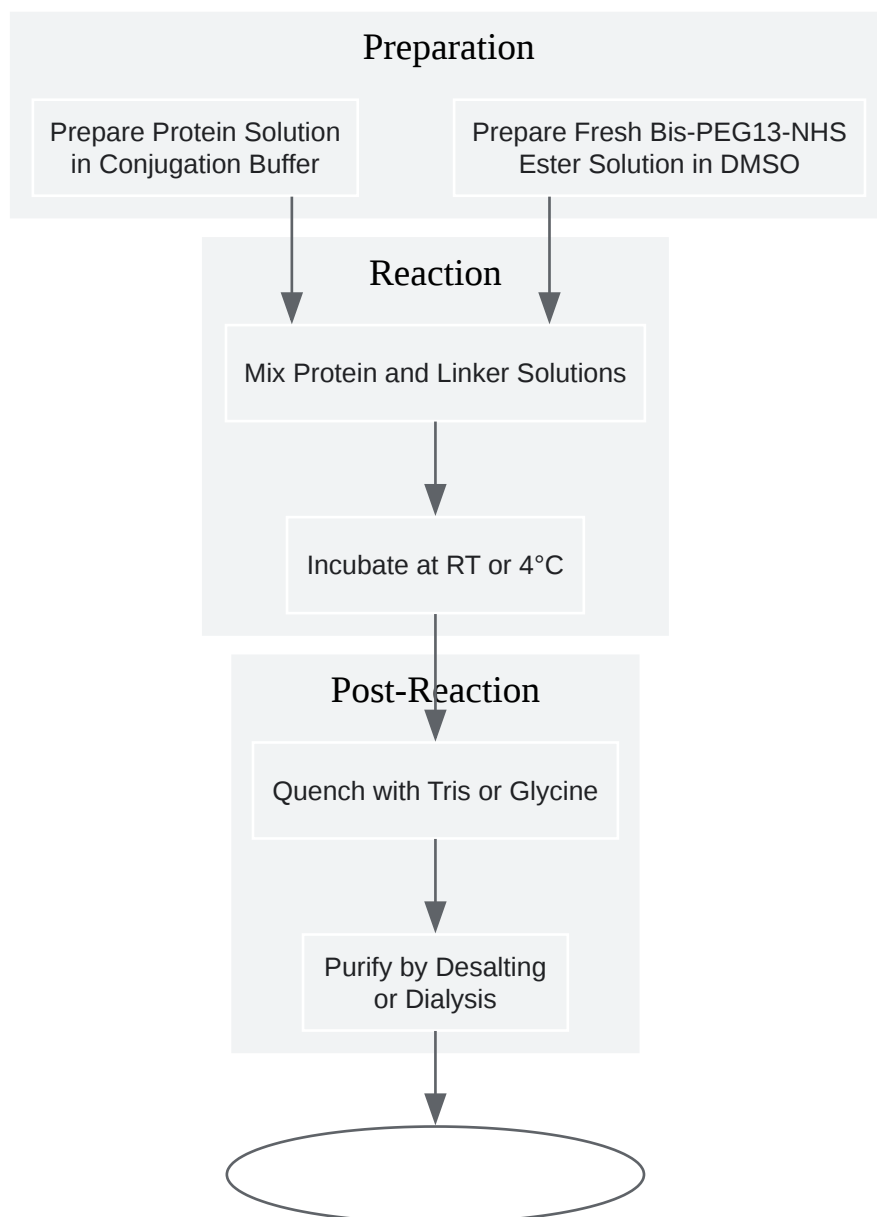 Preparation
Prepare Protein Solution
in Conjugation Buffer
Prepare Fresh Bis-PEG13-NHS
Ester Solution in DMSO
Reaction
Mix Protein and Linker Solutions
Incubate at RT or 4°C
Post-Reaction
Quench with Tris or Glycine
Purify by Desalting
or Dialysis